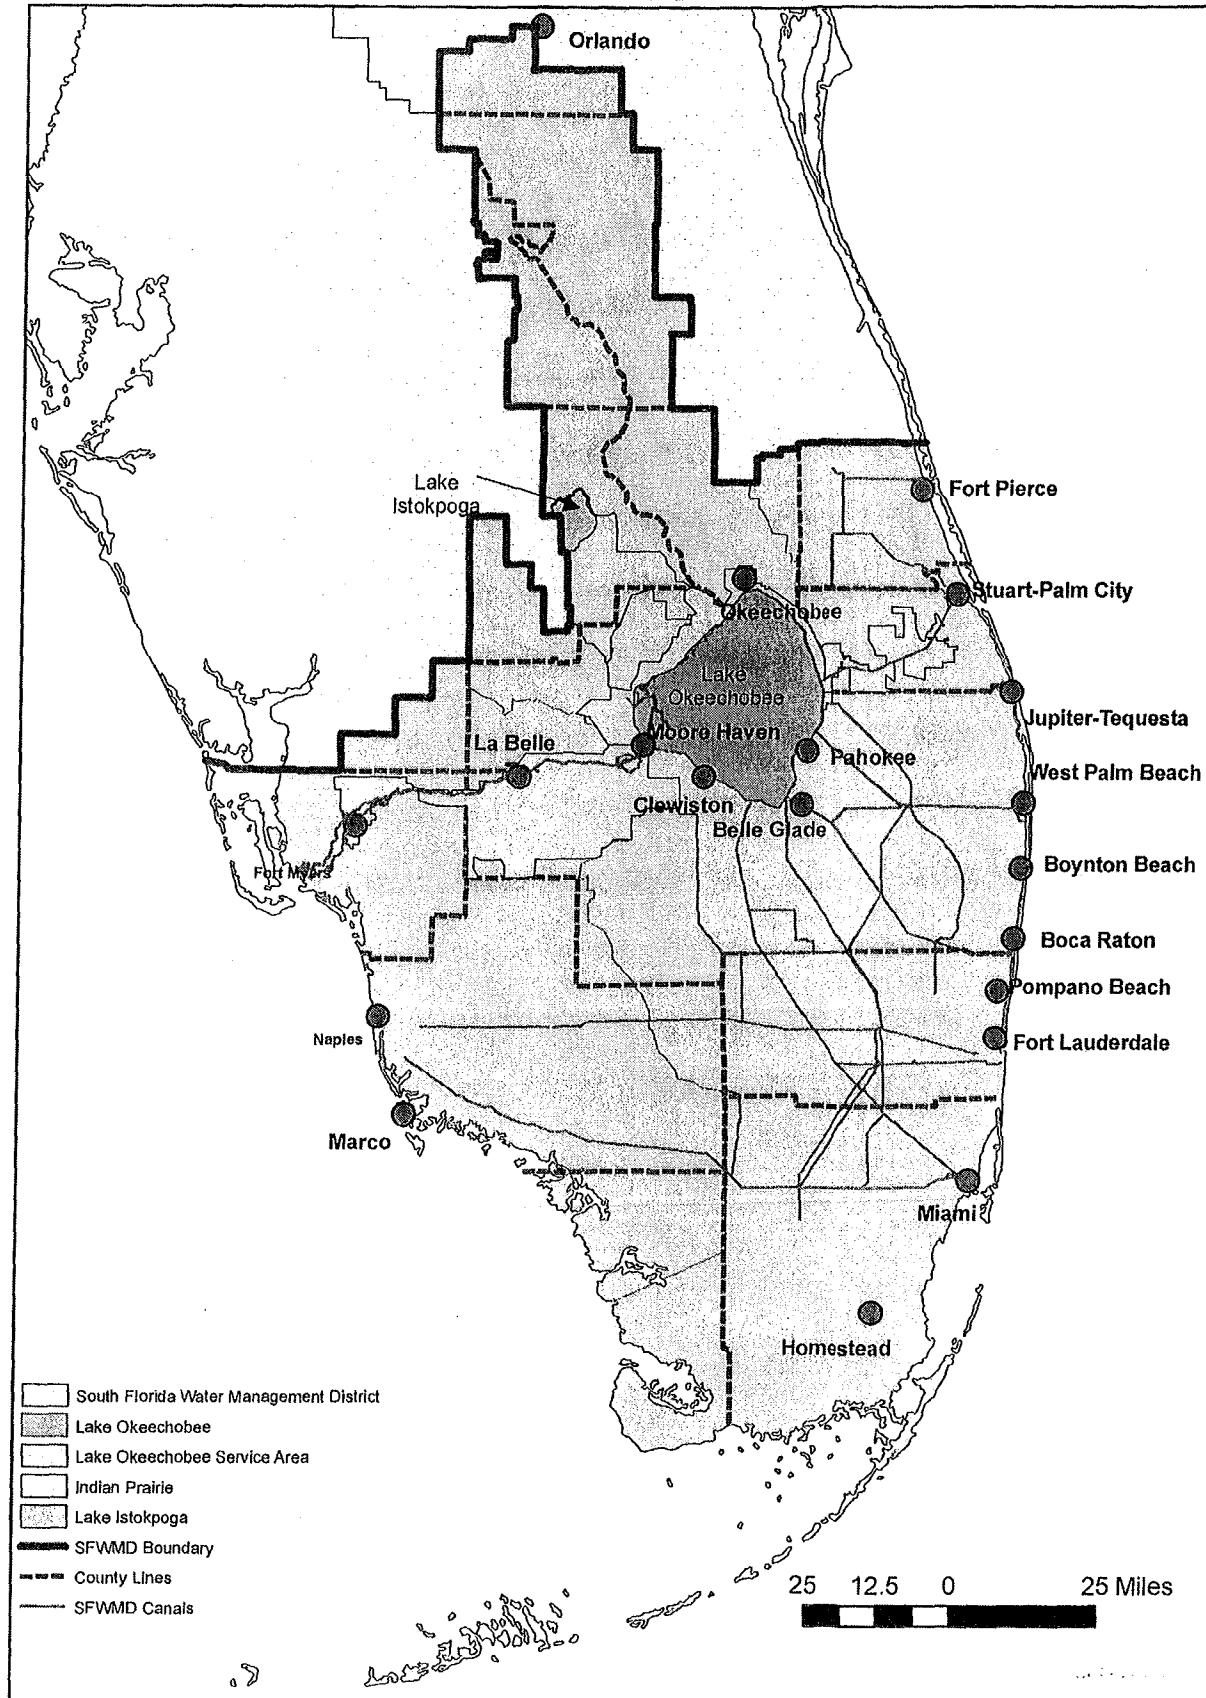 Orlando
Lake
Istokpoga
Fort Pierce
Okeechobee
Stuart-Palm City
Lake
Okeechobee
Jupiter-Tequesta
Moore Haven
La Belle
Pahokee
West Palm Beach
Clewiston
Belle Glade
Fort Myers
Boynton Beach
Boca Raton
Pompano Beach
Naples
Fort Lauderdale
Marco
Miami
Homestead
South Florida Water Management District
Lake Okeechobee
Lake Okeechobee Service Area
Indian Prairie
Lake Istokpoga
SFWMD Boundary
County Lines
SFWMD Canals
25 12.5 0 25 Miles